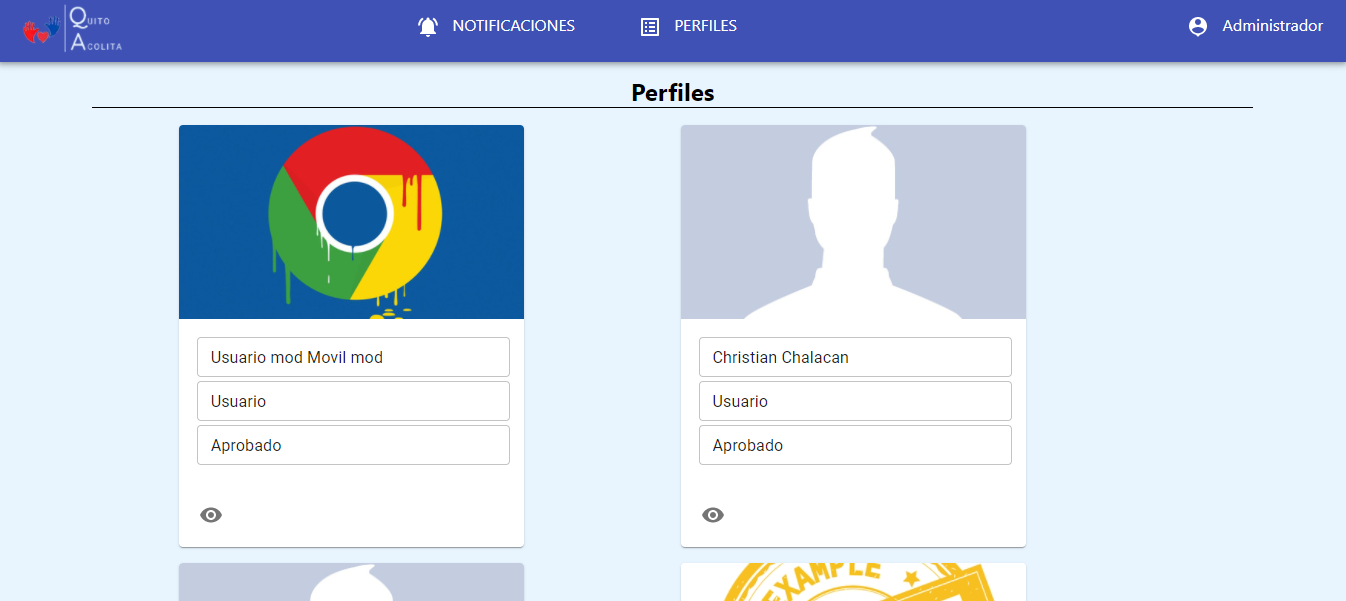 Quito
Acolita
NOTIFICACIONES
PERFILES
Administrador
Perfiles
Usuario mod Movil mod
Usuario
Aprobado
Christian Chalacan
Usuario
Aprobado
EXAMPLE